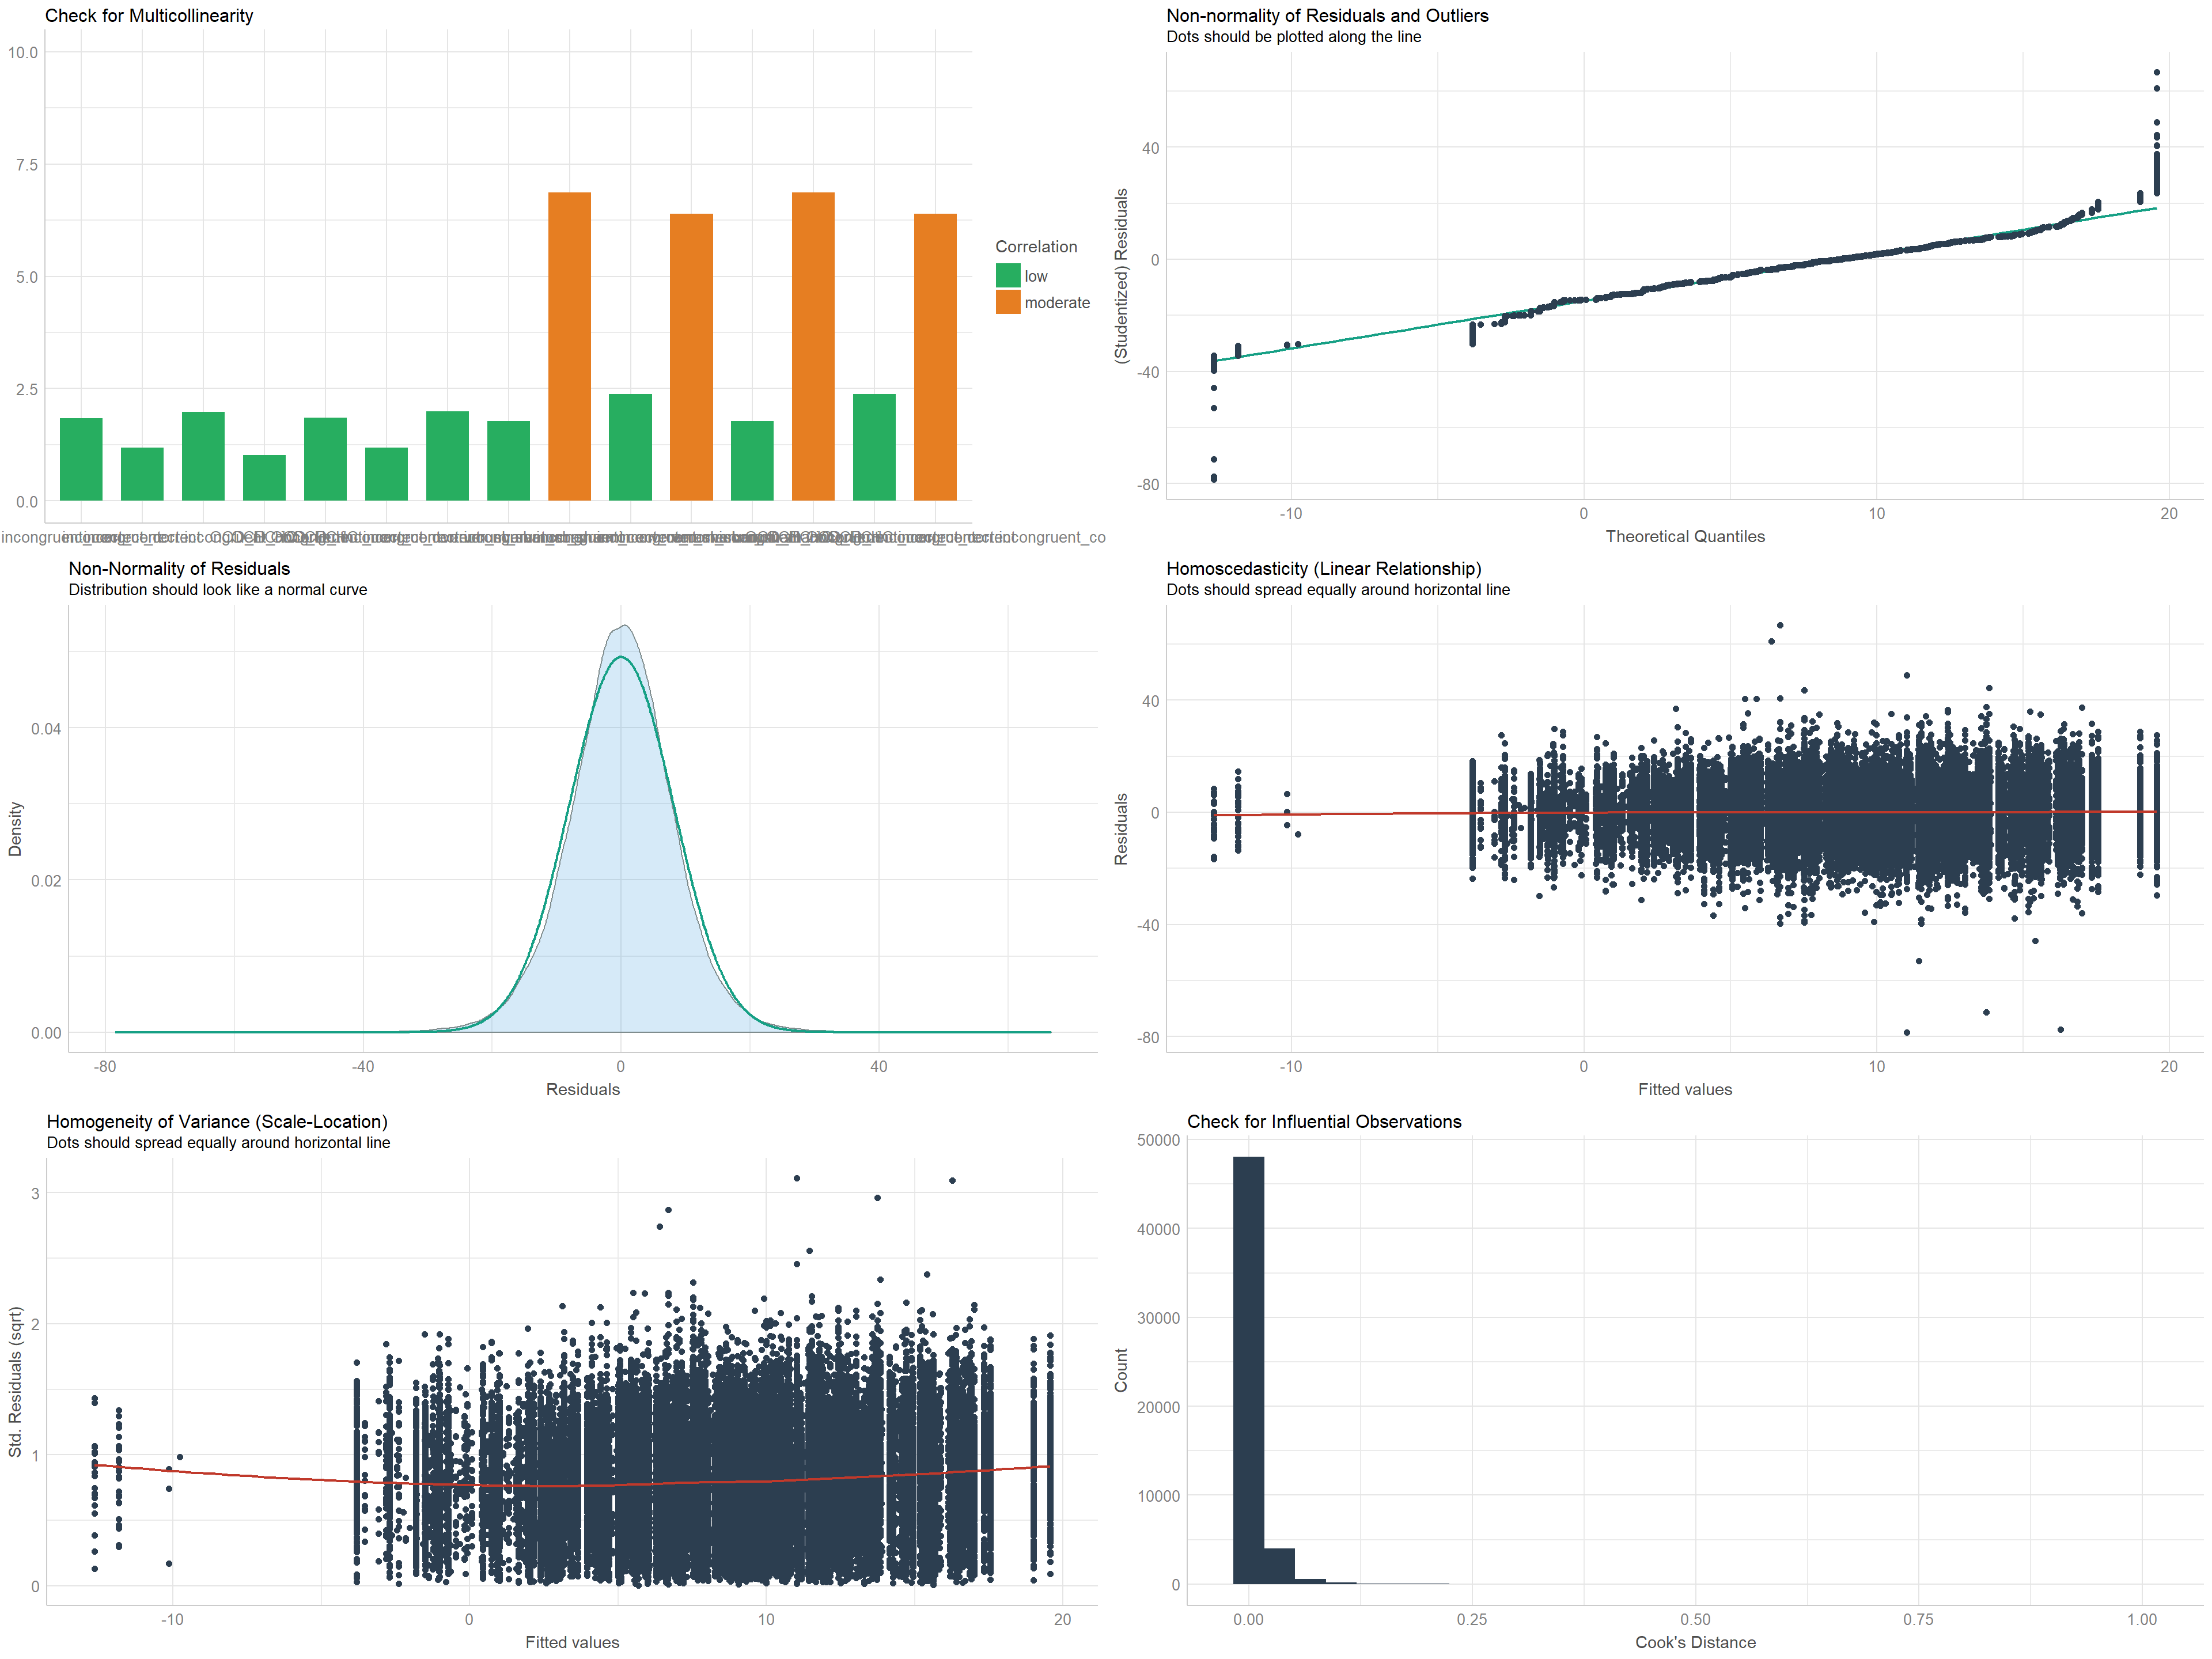 Check for Multicollinearity
10.0
7.5
5.0
2.5
0.0
Correlation
low
moderate
Non-normality of Residuals and Outliers
Dots should be plotted along the line
(Studentized) Residuals
40
0
-40
-80
-10
0
10
20
Theoretical Quantiles
Non-Normality of Residuals
Distribution should look like a normal curve
Density
0.04
0.02
0.00
-80
-40
0
40
Residuals
Homoscedasticity (Linear Relationship)
Dots should spread equally around horizontal line
Residuals
40
0
-40
-80
-10
0
10
20
Fitted values
Homogeneity of Variance (Scale-Location)
Dots should spread equally around horizontal line
Std. Residuals (sqrt)
3
2
1
0
-10
0
10
20
Fitted values
Check for Influential Observations
Count
50000
40000
30000
20000
10000
0
0.00
0.25
0.50
0.75
1.00
Cook's Distance